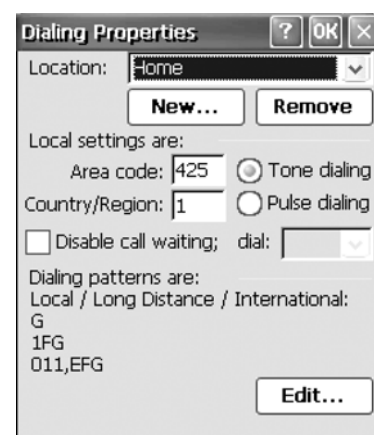 Dialing Properties ? OK ×
Location: Home
New... Remove
Local settings are:
Area code: 425 Tone dialing
Country/Region: 1 Pulse dialing
Disable call waiting; dial:
Dialing patterns are:
Local / Long Distance / International:
G
1FG
011,EFG
Edit...